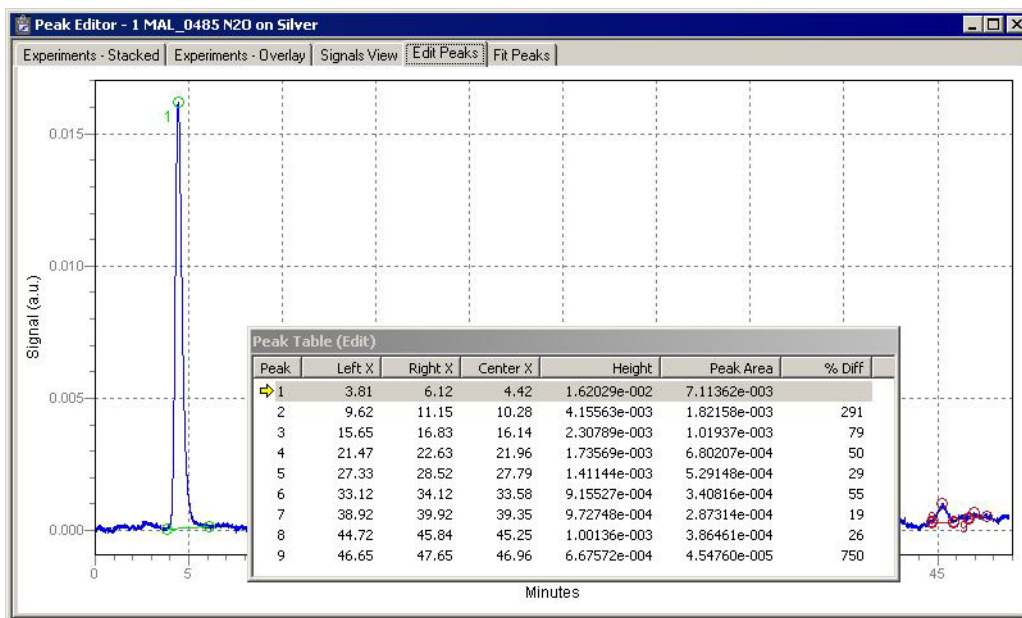 Peak Editor - 1 MAL_0485 N2O on Silver
Experiments - Stacked Experiments - Overlay Signals View Edit Peaks Fit Peaks
1
0.015
0.010
0.005
0.000
Signal (a.u.)
Peak Table (Edit)
Peak Left X Right X Center X Height Peak Area % Diff
1 3.81 6.12 4.42 1.62029e-002 7.11362e-003
2 9.62 11.15 10.28 4.15563e-003 1.82158e-003 291
3 15.65 16.83 16.14 2.30789e-003 1.01937e-003 79
4 21.47 22.63 21.96 1.73569e-003 6.80207e-004 50
5 27.33 28.52 27.79 1.41144e-003 5.29148e-004 29
6 33.12 34.12 33.58 9.15527e-004 3.40816e-004 55
7 38.92 39.92 39.35 9.72748e-004 2.87314e-004 19
8 44.72 45.84 45.25 1.00136e-003 3.86461e-004 26
9 46.65 47.65 46.96 6.67572e-004 4.54760e-005 750
0 5 45
Minutes